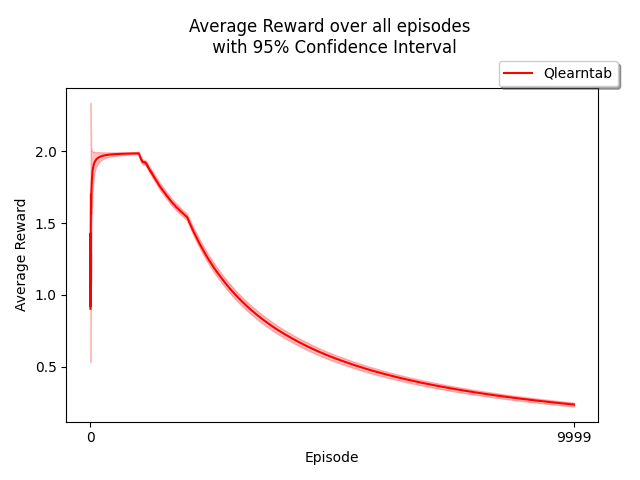 Average Reward over all episodes
with 95% Confidence Interval
Qlearntab
Average Reward
2.0
1.5
1.0
0.5
0
9999
Episode